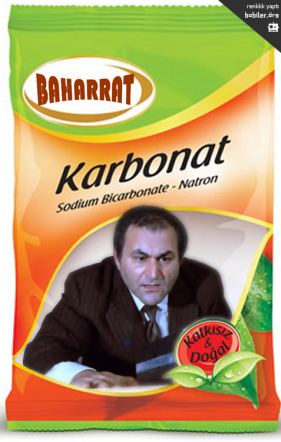 renkkk yaptı
bobiler.org
BAHARRAT
Karbonat
Sodium Bicarbonate - Natron
Katkısız
&
Doğal